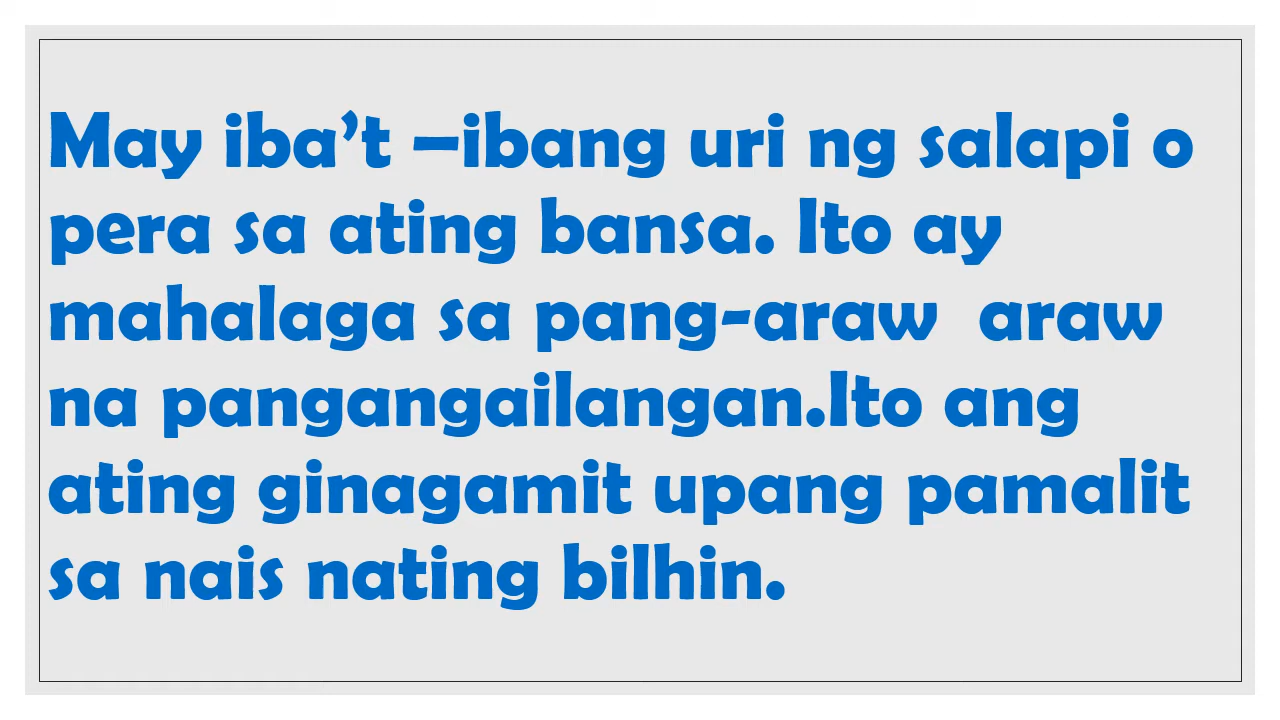 May iba’t –ibang uri ng salapi o
pera sa ating bansa. Ito ay
mahalaga sa pang-araw  araw
na pangangailangan.Ito ang
ating ginagamit upang pamalit
sa nais nating bilhin.